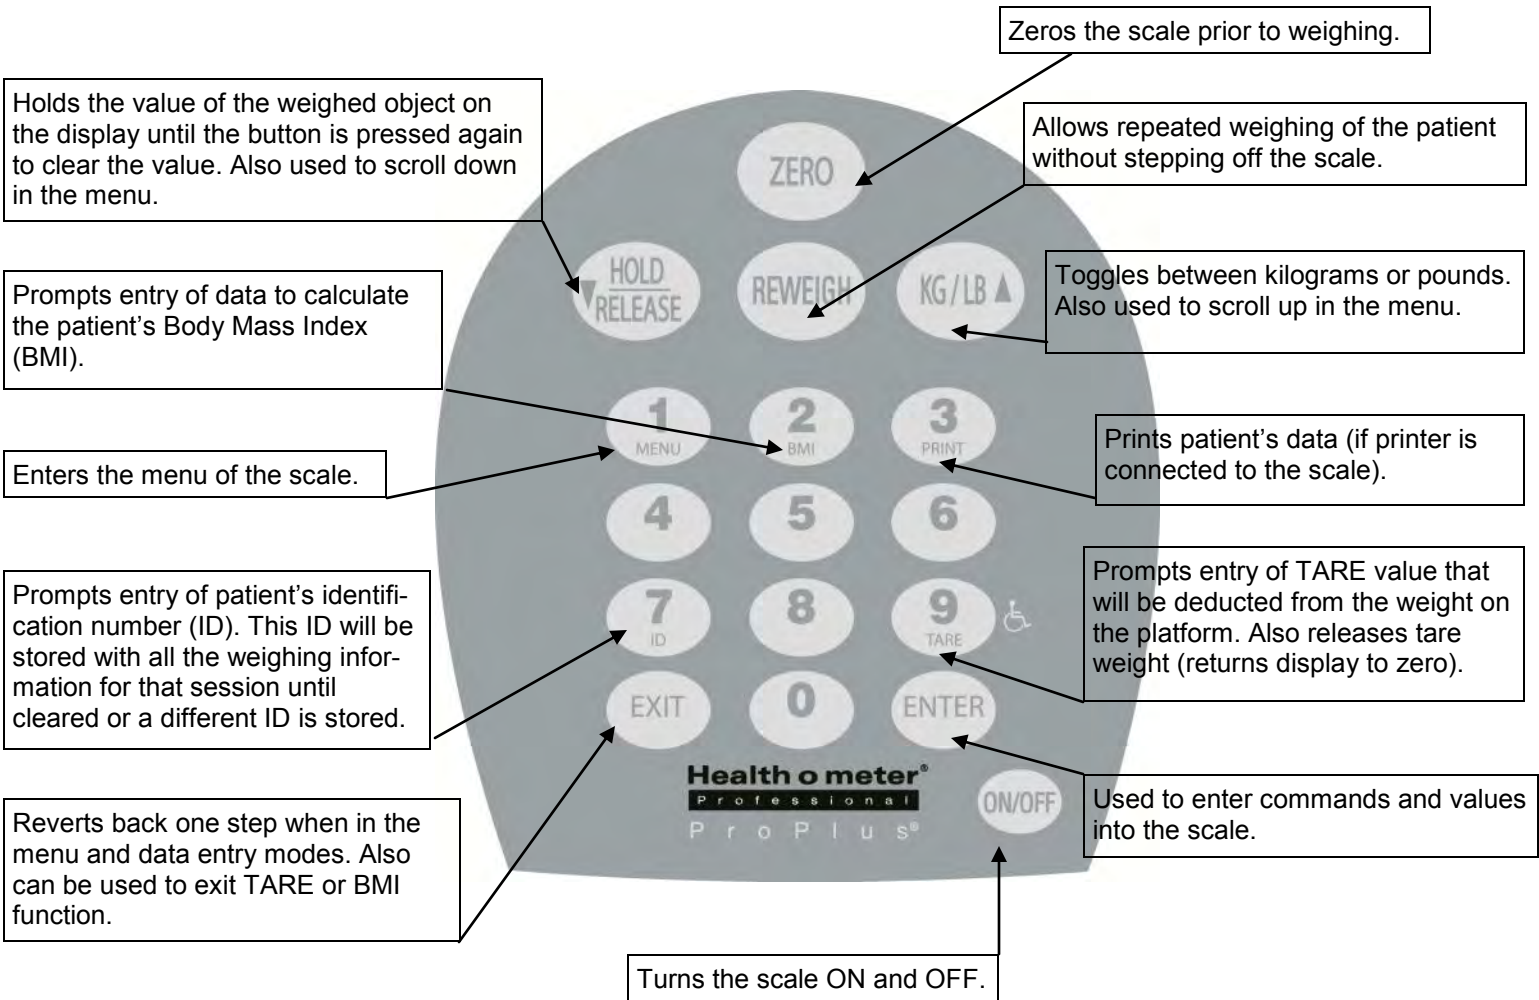 Zeros the scale prior to weighing.
Holds the value of the weighed object on
the display until the button is pressed again
to clear the value. Also used to scroll down
in the menu.
Allows repeated weighing of the patient
without stepping off the scale.
ZERO
▼ HOLD
RELEASE
REWEIGH
KG / LB ▲
Toggles between kilograms or pounds.
Also used to scroll up in the menu.
Prompts entry of data to calculate
the patient’s Body Mass Index
(BMI).
1
MENU
2
BMI
3
PRINT
Prints patient’s data (if printer is
connected to the scale).
Enters the menu of the scale.
4
5
6
Prompts entry of patient’s identifi-
cation number (ID). This ID will be
stored with all the weighing infor-
mation for that session until
cleared or a different ID is stored.
7
ID
8
9
TARE
Prompts entry of TARE value that
will be deducted from the weight on
the platform. Also releases tare
weight (returns display to zero).
EXIT
0
ENTER
Health o meter®
Professional
ProPlus®
ON/OFF
Used to enter commands and values
into the scale.
Reverts back one step when in the
menu and data entry modes. Also
can be used to exit TARE or BMI
function.
Turns the scale ON and OFF.